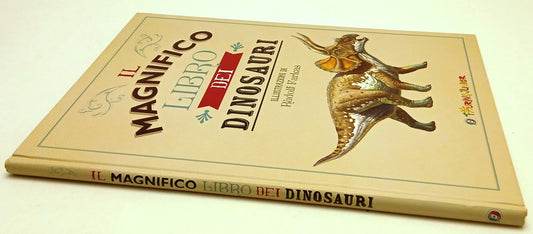 IL
MAGNIFICO
LIBRO
DEI
DINOSAURI
ILLUSTRAZIONI DI
Rudolf Farkas
IL MAGNIFICO LIBRO DEI DINOSAURI